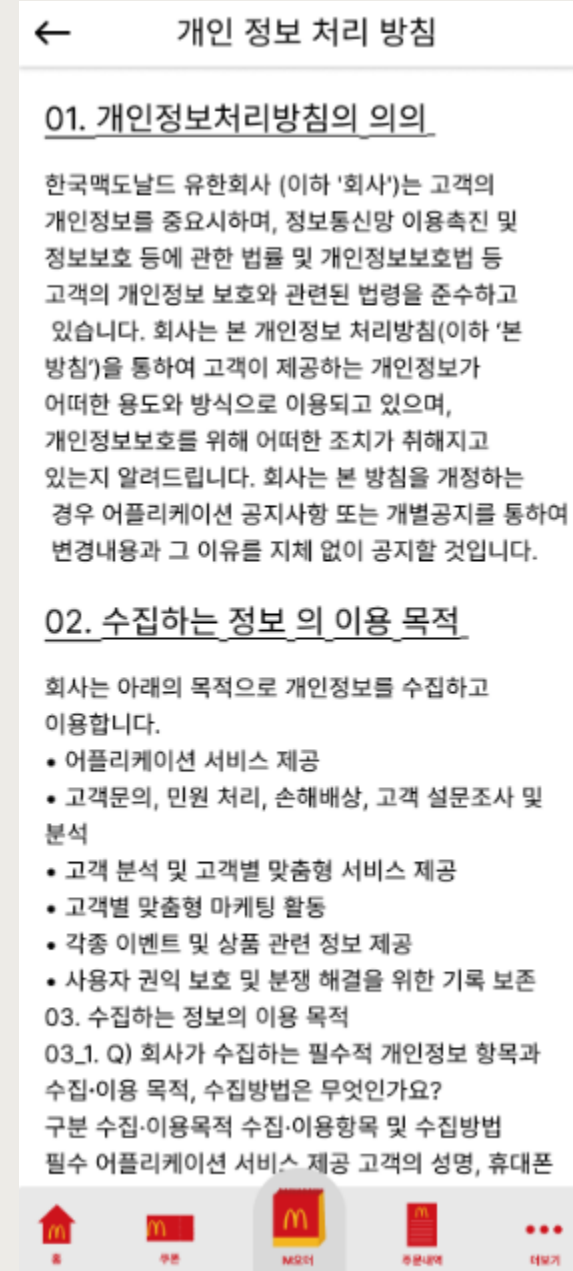 개인 정보 처리 방침
01. 개인정보처리방침의 의의
한국맥도날드 유한회사 (이하 '회사')는 고객의
개인정보를 중요시하며, 정보통신망 이용촉진 및
정보보호 등에 관한 법률 및 개인정보보호법 등
고객의 개인정보 보호와 관련된 법령을 준수하고
있습니다. 회사는 본 개인정보 처리방침(이하 ‘본
방침’)을 통하여 고객이 제공하는 개인정보가
어떠한 용도와 방식으로 이용되고 있으며,
개인정보보호를 위해 어떠한 조치가 취해지고
있는지 알려드립니다. 회사는 본 방침을 개정하는
경우 어플리케이션 공지사항 또는 개별공지를 통하여
변경내용과 그 이유를 지체 없이 공지할 것입니다.
02. 수집하는 정보 의 이용 목적
회사는 아래의 목적으로 개인정보를 수집하고
이용합니다.
• 어플리케이션 서비스 제공
• 고객문의, 민원 처리, 손해배상, 고객 설문조사 및
분석
• 고객 분석 및 고객별 맞춤형 서비스 제공
• 고객별 맞춤형 마케팅 활동
• 각종 이벤트 및 상품 관련 정보 제공
• 사용자 권익 보호 및 분쟁 해결을 위한 기록 보존
03. 수집하는 정보의 이용 목적
03_1. Q) 회사가 수집하는 필수적 개인정보 항목과
수집·이용 목적, 수집방법은 무엇인가요?
구분 수집·이용목적 수집·이용항목 및 수집방법
필수 어플리케이션 서비스 제공 고객의 성명, 휴대폰
홈 쿠폰 M오더 주문내역 더보기